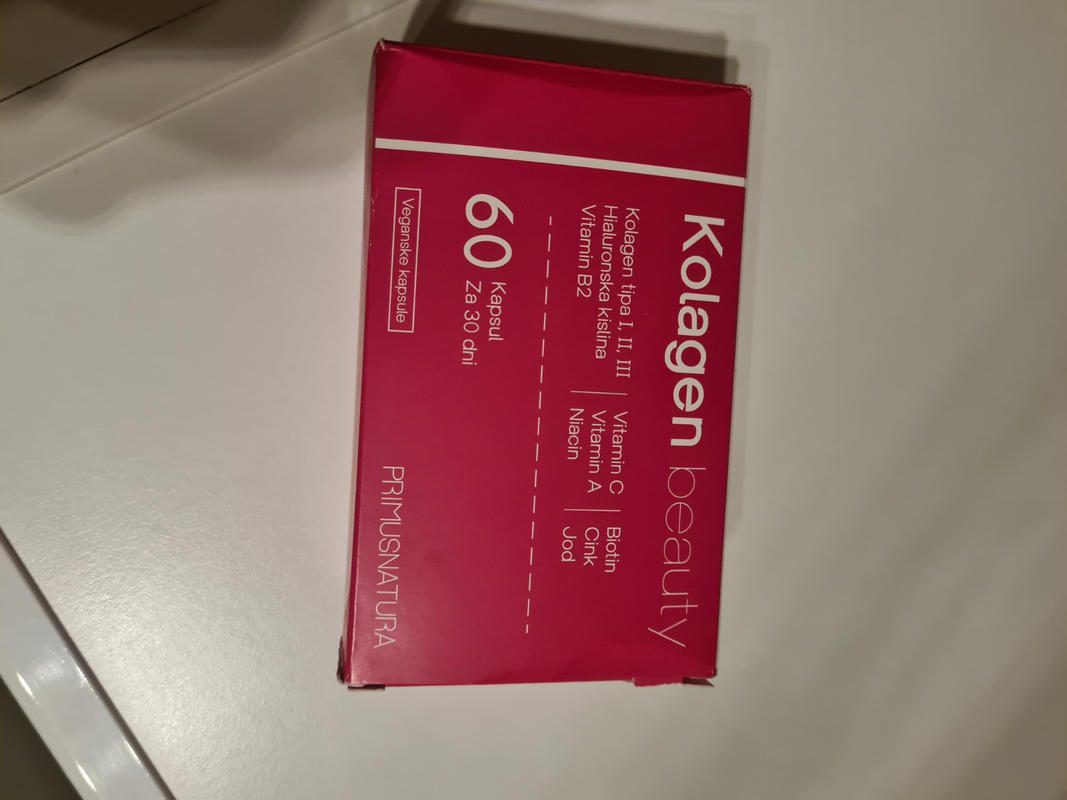 Kolagen beauty
Kolagen tipa I, II, III | Vitamin C | Biotin
Hialuronska kislina | Vitamin A | Cink
Vitamin B2 | Niacin | Jod
60 Kapsul
Za 30 dni
Veganske kapsule
PRIMUSNATURA